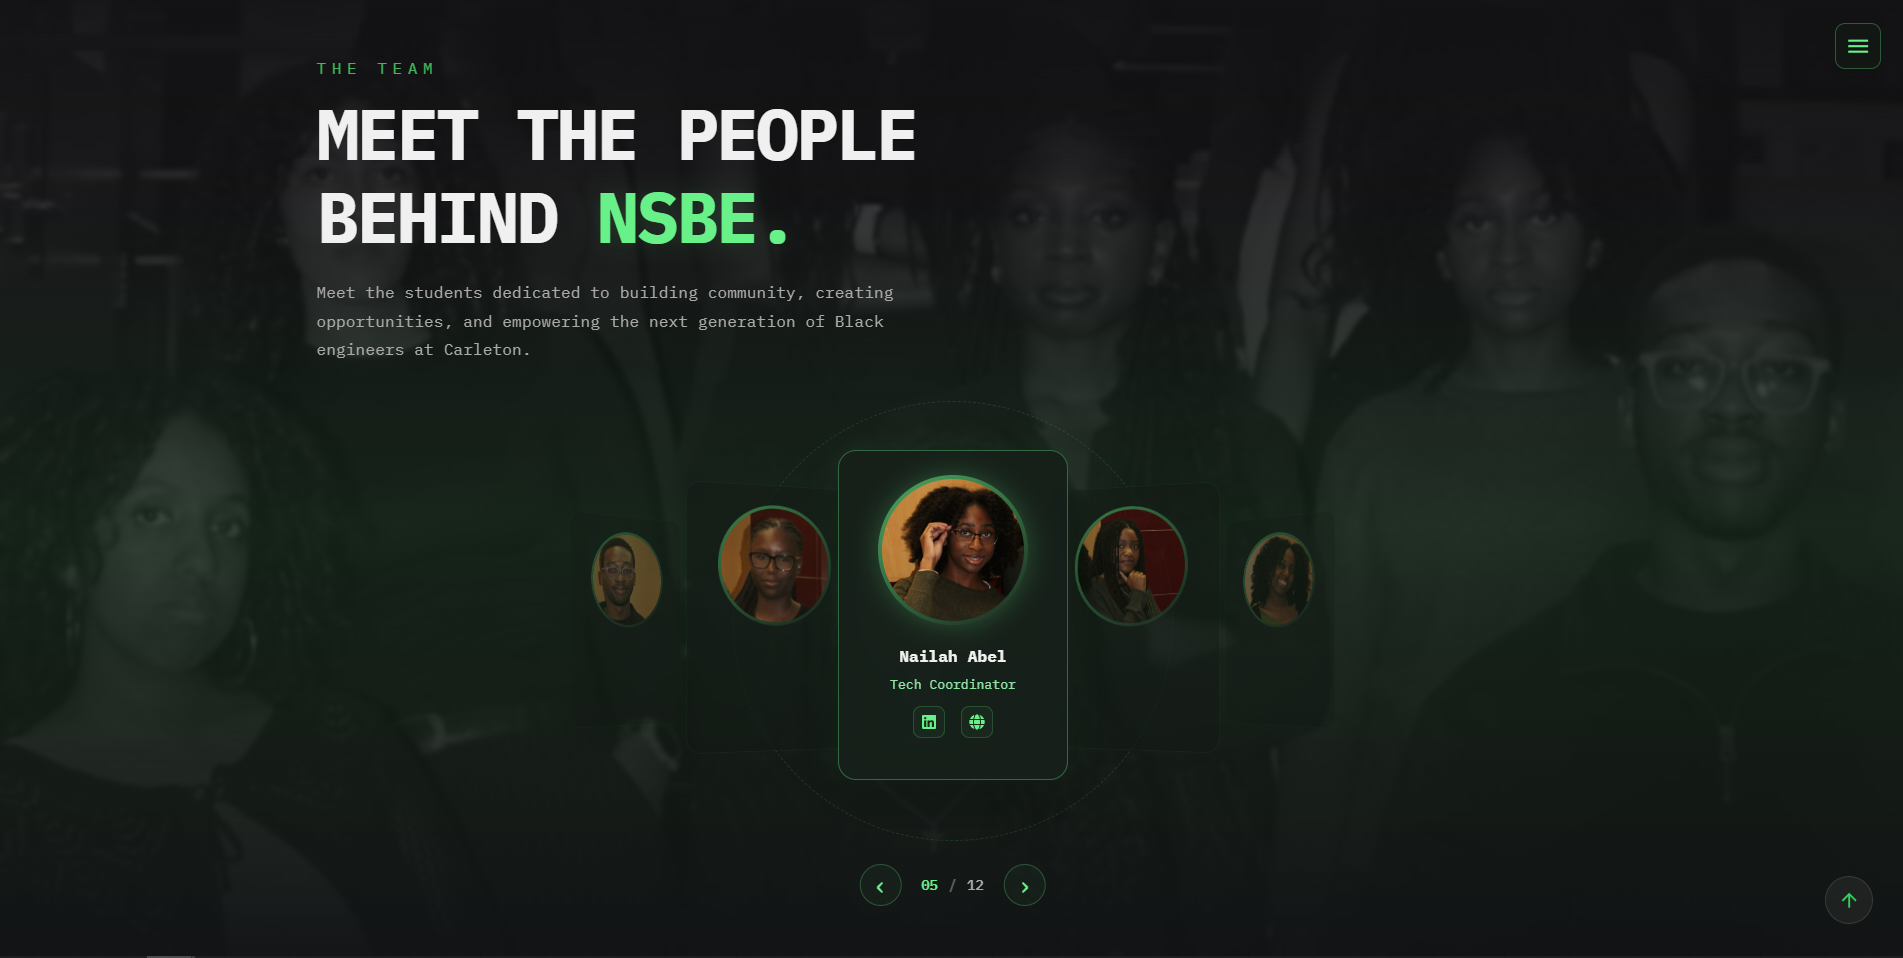 THE TEAM
MEET THE PEOPLE
BEHIND NSBE.
Meet the students dedicated to building community, creating
opportunities, and empowering the next generation of Black
engineers at Carleton.
Nailah Abel
Tech Coordinator
in
05 / 12